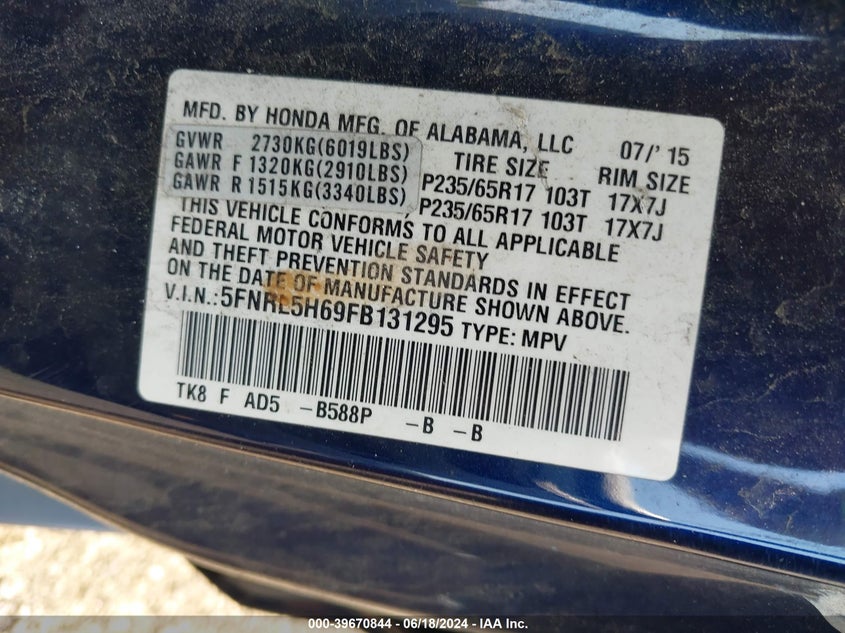 MFD. BY HONDA MFG. OF ALABAMA, LLC 07/'15
GVWR 2730KG(6019LBS) TIRE SIZE RIM SIZE
GAWR F 1320KG(2910LBS) P235/65R17 103T 17X7J
GAWR R 1515KG(3340LBS) P235/65R17 103T 17X7J
THIS VEHICLE CONFORMS TO ALL APPLICABLE
FEDERAL MOTOR VEHICLE SAFETY
AND THEFT PREVENTION STANDARDS IN EFFECT
ON THE DATE OF MANUFACTURE SHOWN ABOVE.
V.I.N.:5FNRL5H69FB131295 TYPE: MPV
TK8 F AD5 -B588P -B -B
000-39670844 - 06/18/2024 - IAA Inc.